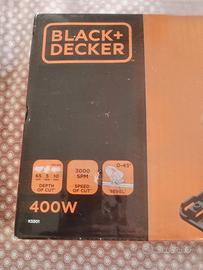 BLACK+
DECKER
65 5 10
DEPTH
OF CUT
3000
SPM
SPEED
OF CUT
0-45°
BEVEL
400W
KS501